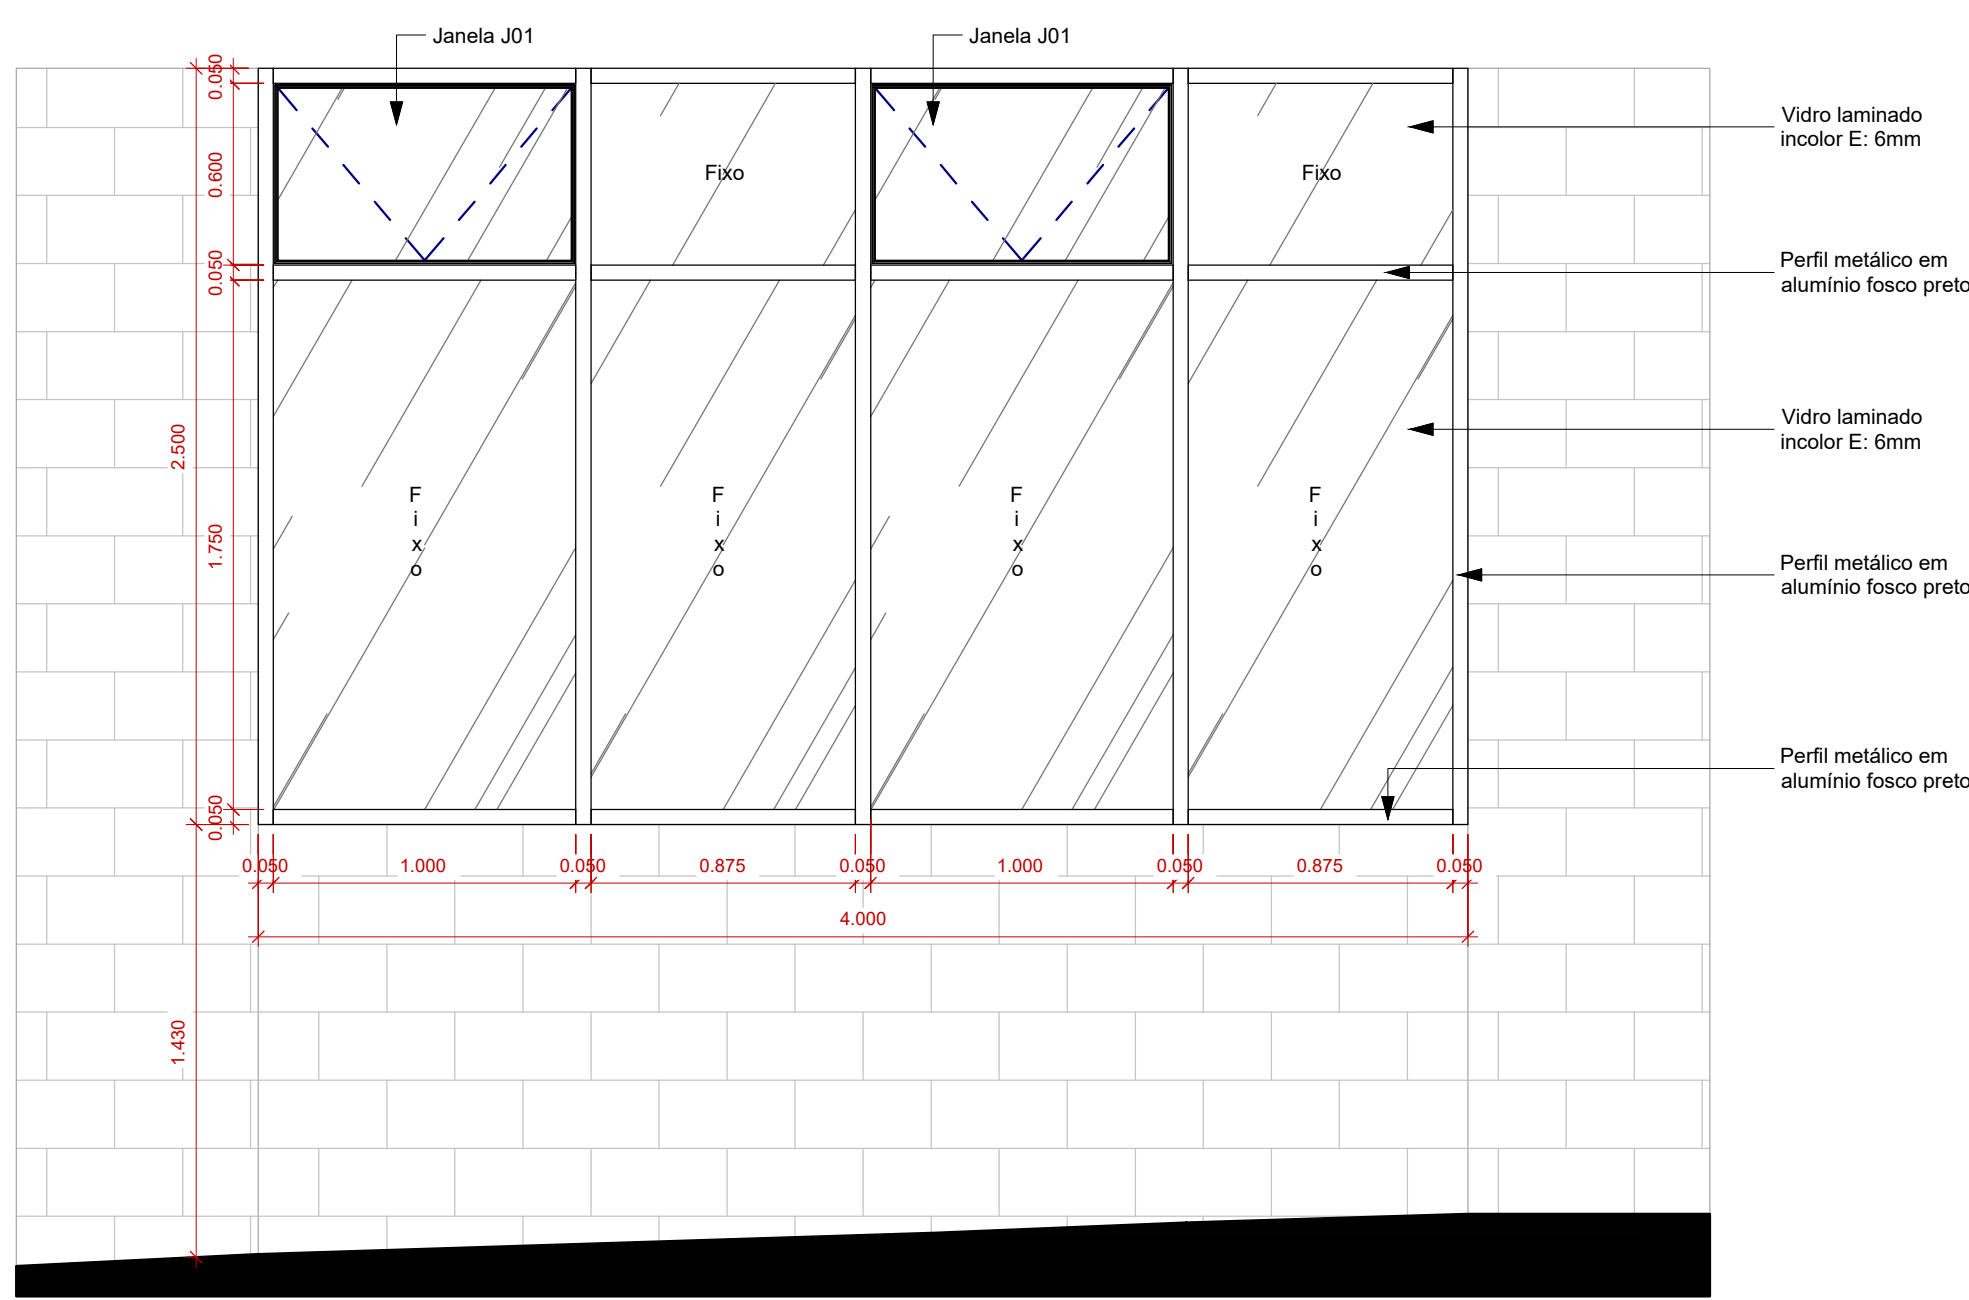 Janela J01
Janela J01
0.050
0.600
0.050
2.500
1.750
0.050
1.430
Fixo
Fixo
F
i
x
o
F
i
x
o
F
i
x
o
F
i
x
o
Vidro laminado
incolor E: 6mm
Perfil metálico em
alumínio fosco preto
Vidro laminado
incolor E: 6mm
Perfil metálico em
alumínio fosco preto
Perfil metálico em
alumínio fosco preto
0.050 1.000 0.050 0.875 0.050 1.000 0.050 0.875 0.050
4.000